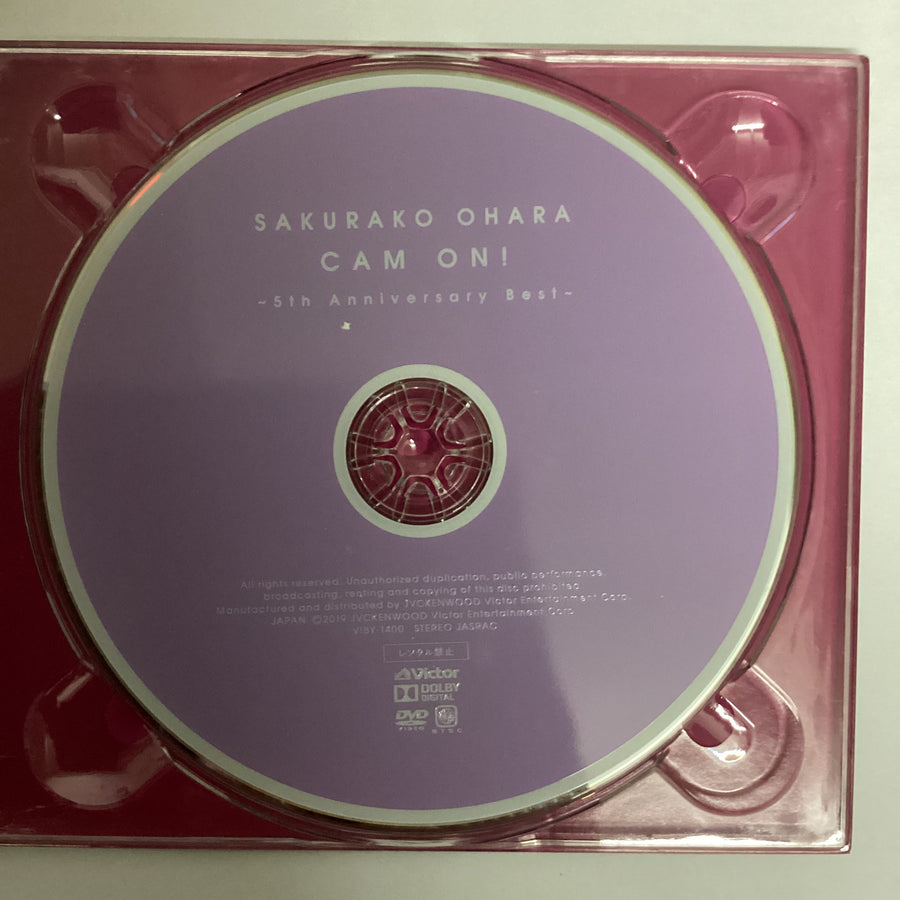 SAKURAKO OHARA
CAM ON!
~5th Anniversary Best~
All rights reserved. Unauthorized duplication, public performance,
broadcasting, renting and copying of this disc prohibited.
Manufactured and distributed by JVCKENWOOD Victor Entertainment Corp.
JAPAN Ⓒ2019 JVCKENWOOD Victor Entertainment Corp.
VIBY-1400 STEREO JASRAC
レンタル禁止
Victor
DOLBY
DIGITAL
DVD
VIDEO
NTSC